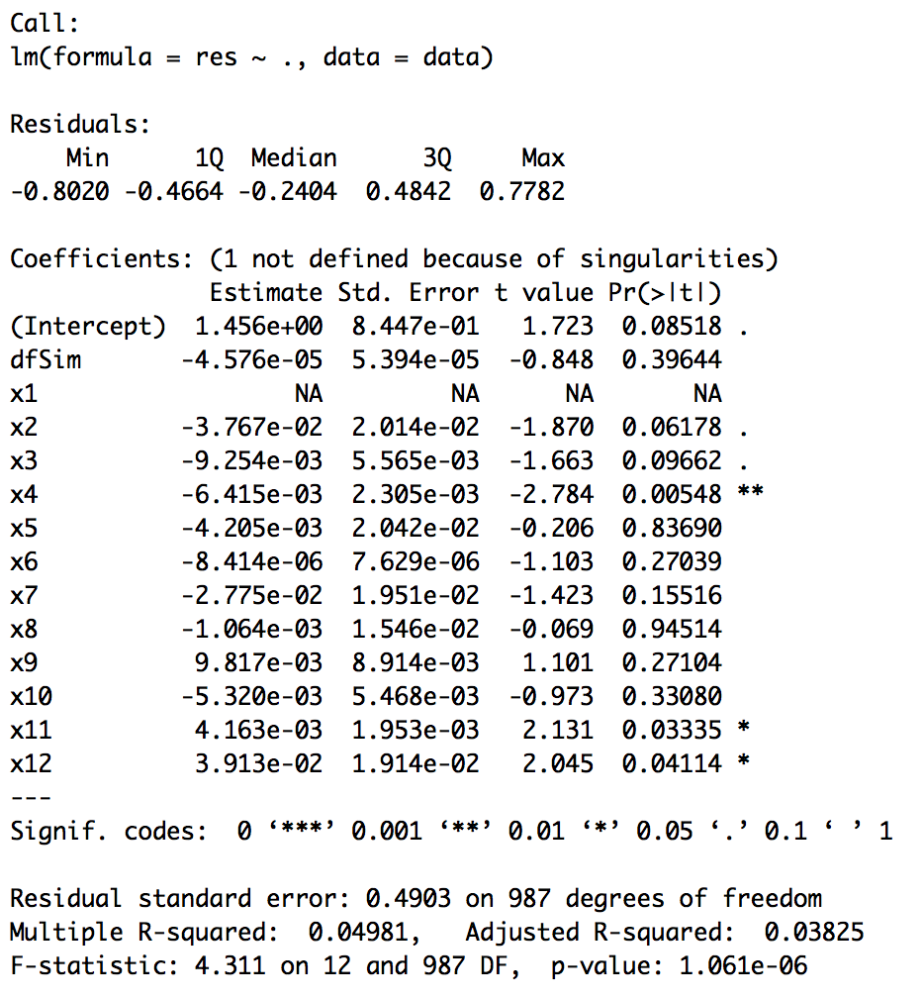 Call:
lm(formula = res ~ ., data = data)

Residuals:
    Min      1Q  Median      3Q     Max
-0.8020 -0.4664 -0.2404  0.4842  0.7782

Coefficients: (1 not defined because of singularities)
              Estimate Std. Error t value Pr(>|t|)
(Intercept)  1.456e+00  8.447e-01   1.723  0.08518 .
dfSim       -4.576e-05  5.394e-05  -0.848  0.39644
x1                  NA         NA      NA       NA
x2          -3.767e-02  2.014e-02  -1.870  0.06178 .
x3          -9.254e-03  5.565e-03  -1.663  0.09662 .
x4          -6.415e-03  2.305e-03  -2.784  0.00548 **
x5          -4.205e-03  2.042e-02  -0.206  0.83690
x6          -8.414e-06  7.629e-06  -1.103  0.27039
x7          -2.775e-02  1.951e-02  -1.423  0.15516
x8          -1.064e-03  1.546e-02  -0.069  0.94514
x9           9.817e-03  8.914e-03   1.101  0.27104
x10         -5.320e-03  5.468e-03  -0.973  0.33080
x11          4.163e-03  1.953e-03   2.131  0.03335 *
x12          3.913e-02  1.914e-02   2.045  0.04114 *
---
Signif. codes:  0 ‘***’ 0.001 ‘**’ 0.01 ‘*’ 0.05 ‘.’ 0.1 ‘ ’ 1

Residual standard error: 0.4903 on 987 degrees of freedom
Multiple R-squared:  0.04981,   Adjusted R-squared:  0.03825
F-statistic: 4.311 on 12 and 987 DF,  p-value: 1.061e-06